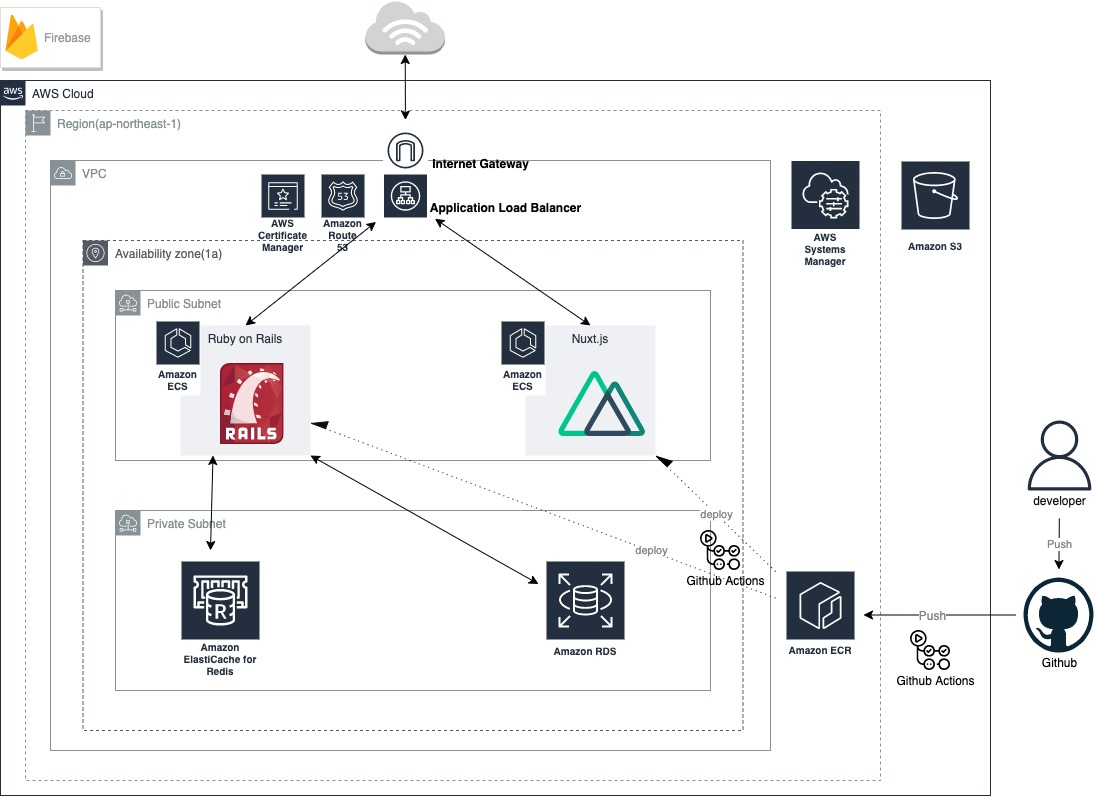 Firebase
aws
AWS Cloud
Region(ap-northeast-1)
Internet Gateway
VPC
53
Application Load Balancer
AWS
Certificate
Manager
Amazon
Route
53
AWS
Systems
Manager
Amazon S3
Availability zone(1a)
Public Subnet
Ruby on Rails
Amazon
ECS
RAILS
Nuxt.js
Amazon
ECS
developer
Push
deploy
Private Subnet
deploy
Github Actions
R
Amazon
ElastiCache for
Redis
Amazon RDS
Amazon ECR
Push
Github Actions
Github